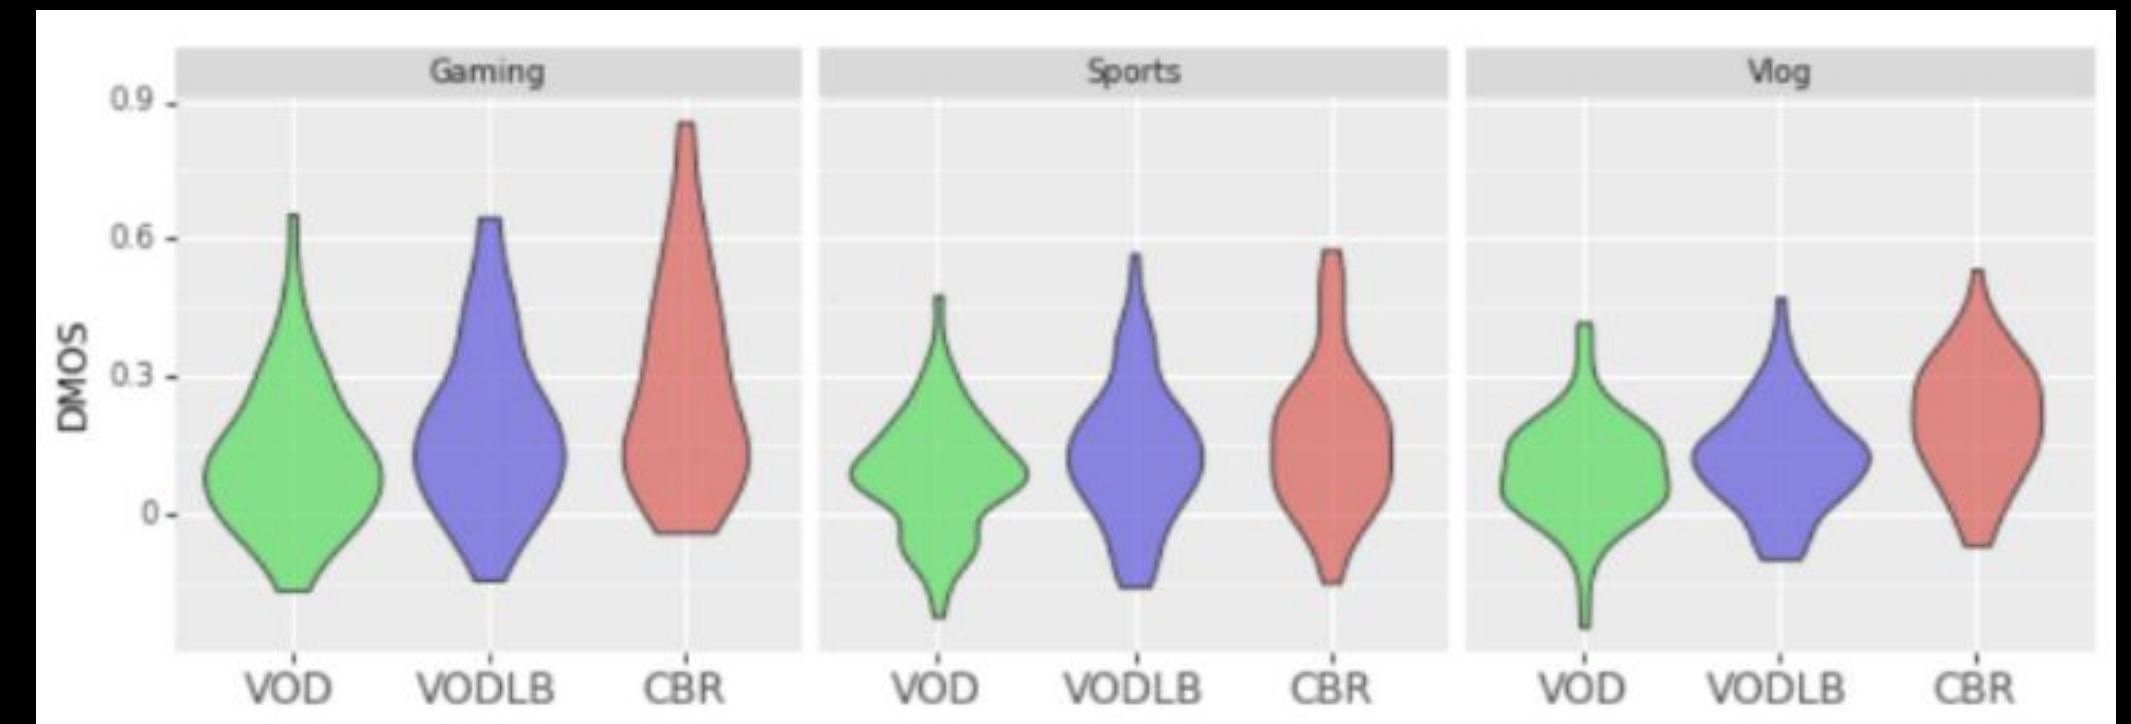 Gaming Sports Vlog
0.9
0.6
0.3
0
DMOS
VOD VODLB CBR VOD VODLB CBR VOD VODLB CBR